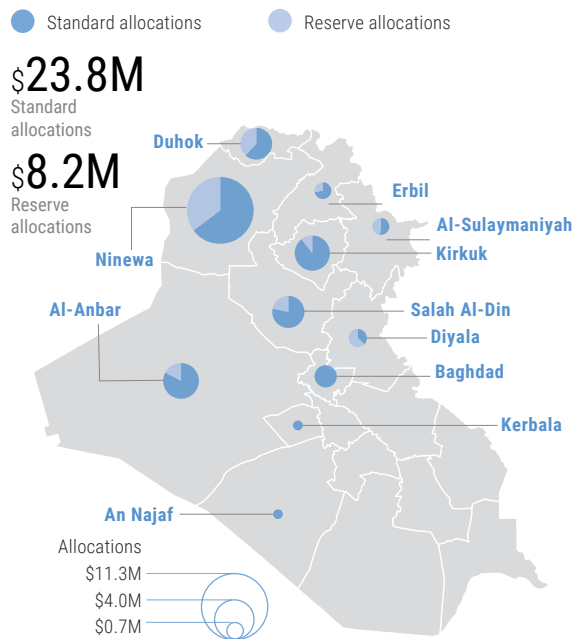 Standard allocations
Reserve allocations
$23.8M
Standard
allocations
$8.2M
Reserve
allocations
Duhok
Erbil
Al-Sulaymaniyah
Kirkuk
Ninewa
Al-Anbar
Salah Al-Din
Diyala
Baghdad
Kerbala
An Najaf
Allocations
$11.3M
$4.0M
$0.7M